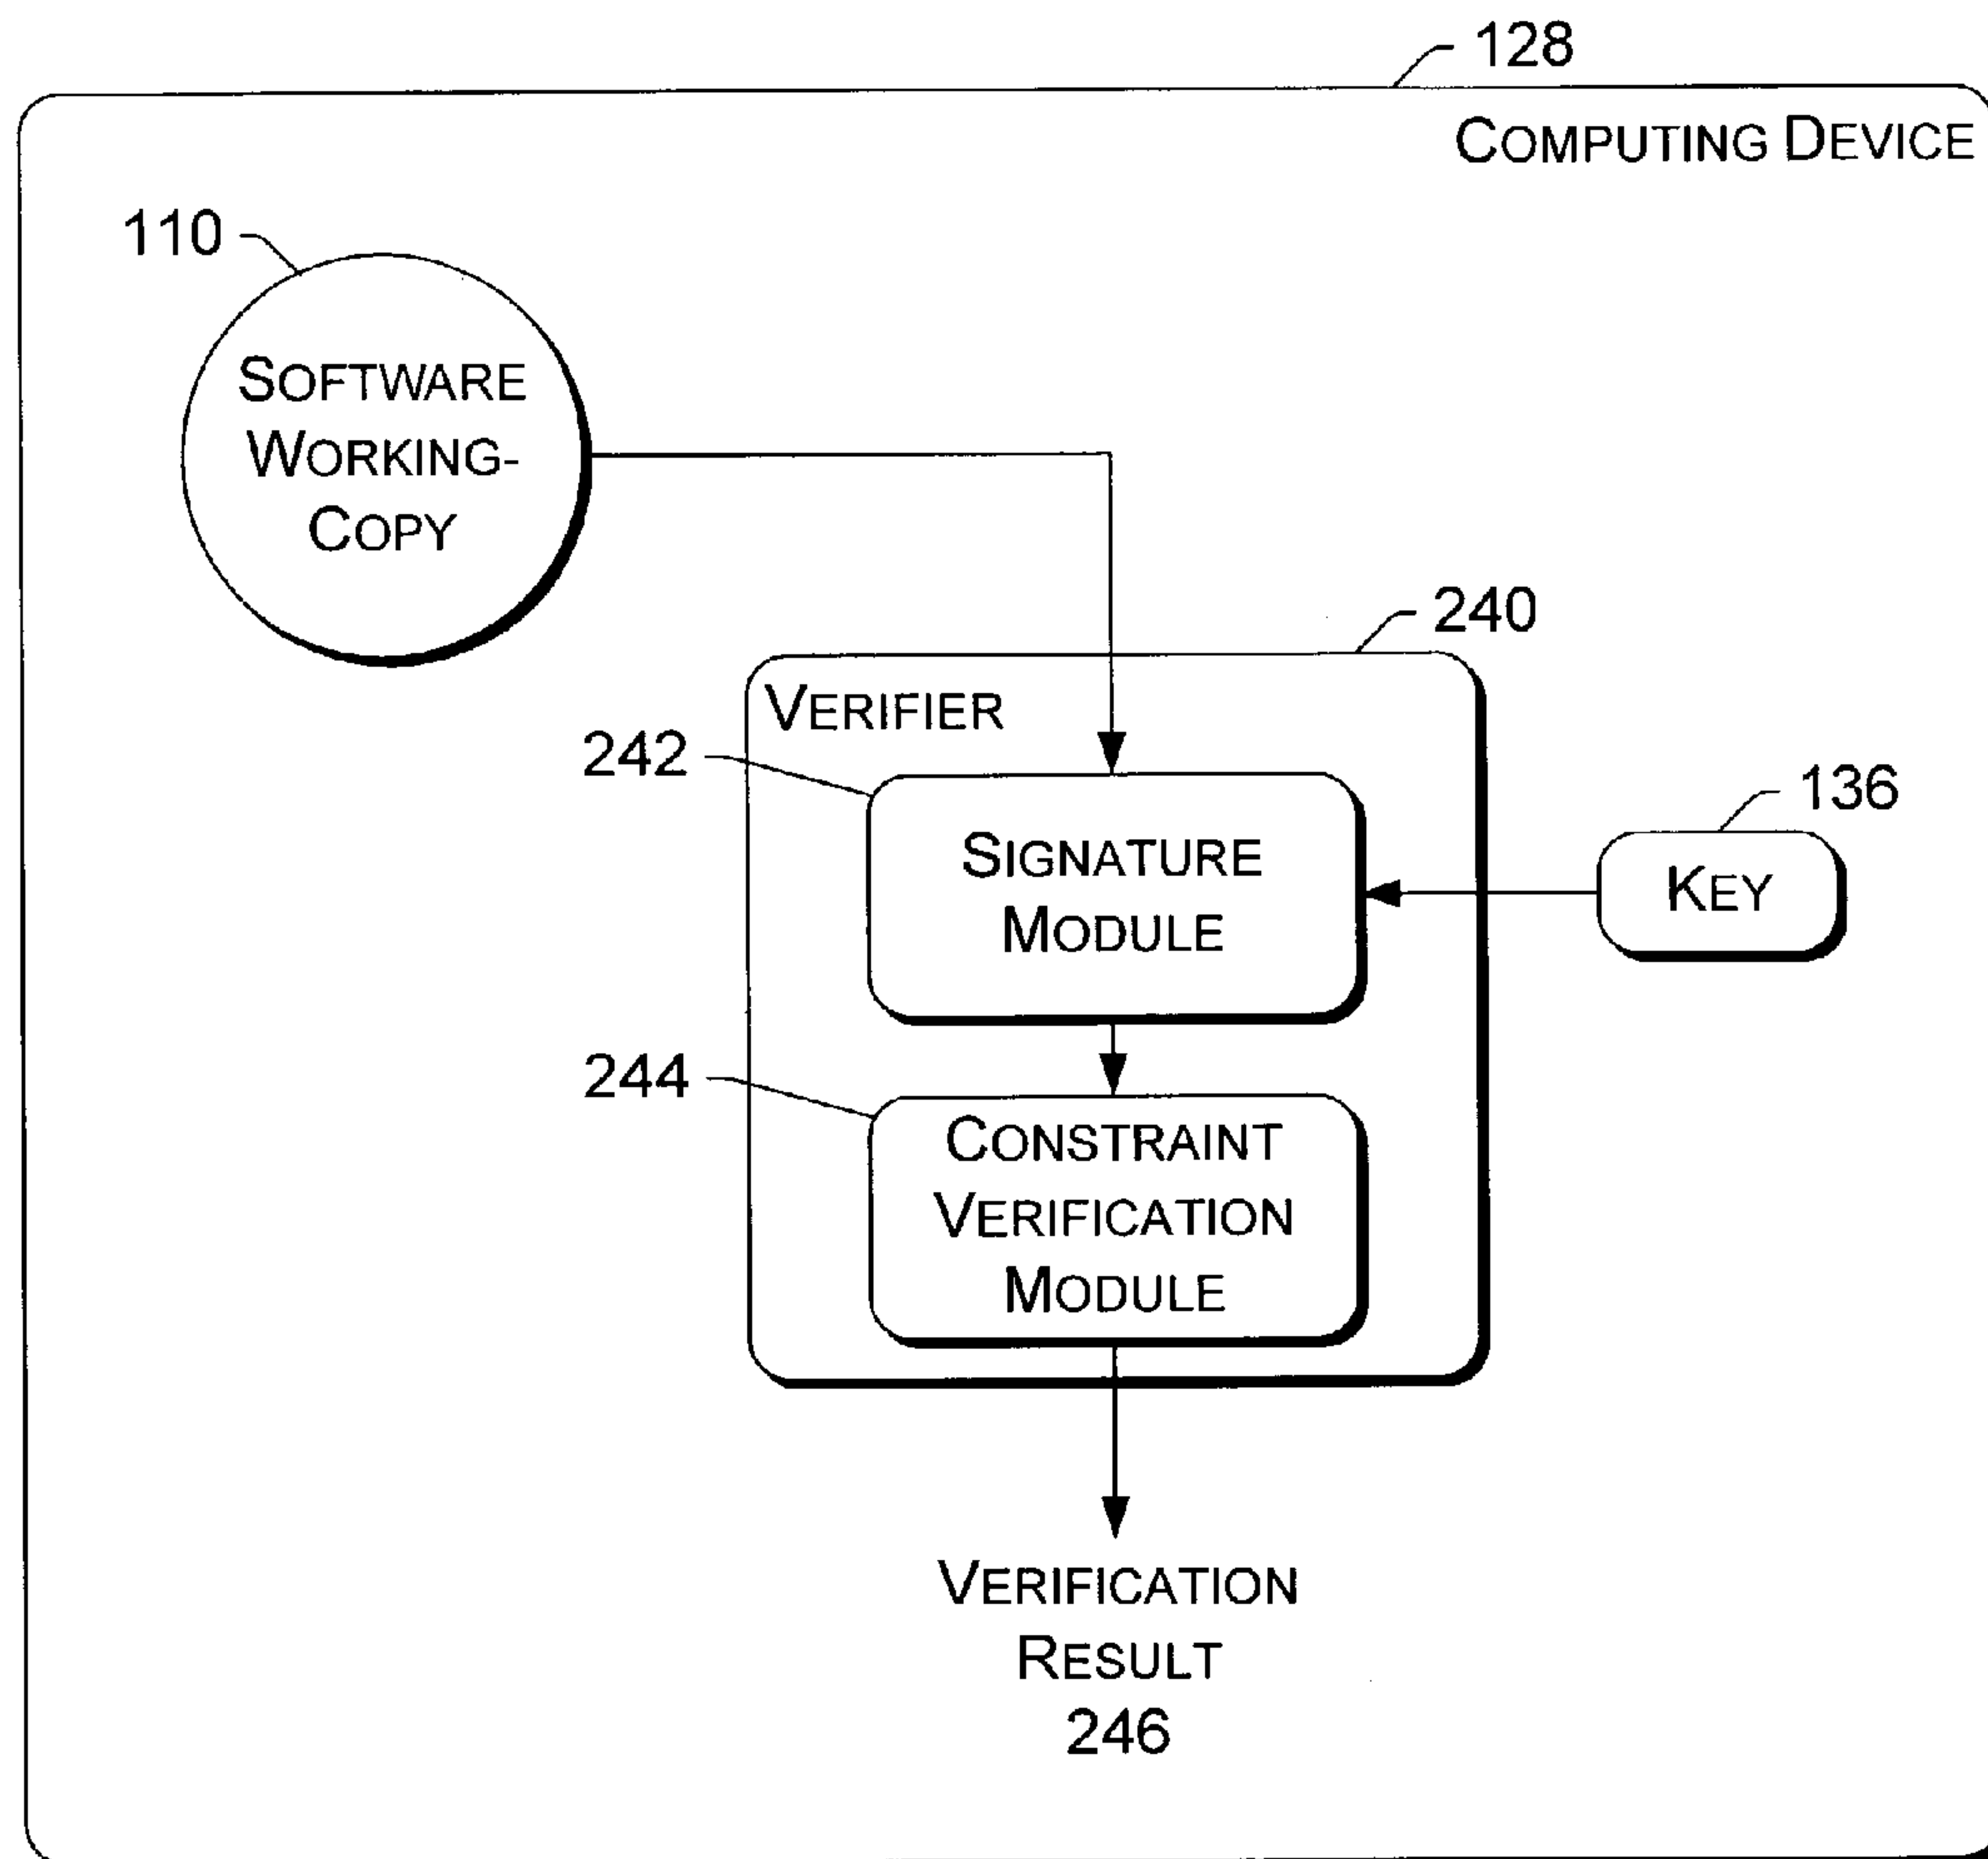 128
COMPUTING DEVICE
110
SOFTWARE
WORKING-
COPY
240
VERIFIER
242
136
SIGNATURE
MODULE
KEY
244
CONSTRAINT
VERIFICATION
MODULE
VERIFICATION
RESULT
246